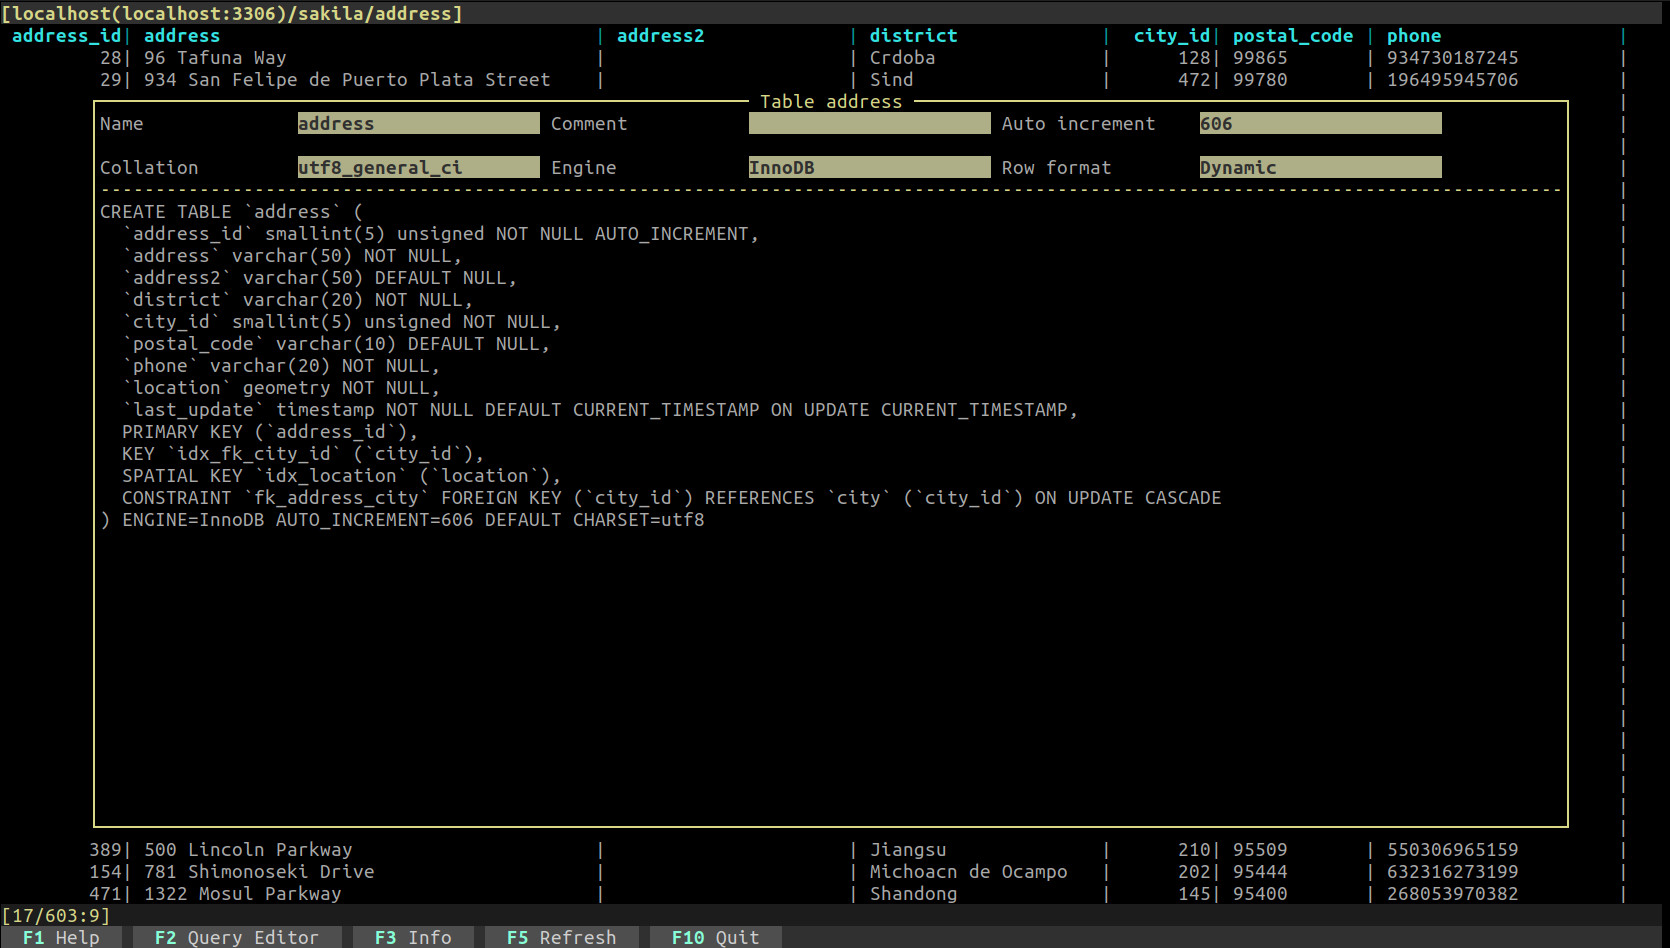 [localhost(localhost:3306)/sakila/address]
address_id| address | address2 | district | city_id| postal_code | phone |
28| 96 Tafuna Way | | Crdoba | 128| 99865 | 934730187245 |
29| 934 San Felipe de Puerto Plata Street | | Sind | 472| 99780 | 196495945706 |
Table address
Name address Comment Auto increment 606
Collation utf8_general_ci Engine InnoDB Row format Dynamic
CREATE TABLE `address` (
`address_id` smallint(5) unsigned NOT NULL AUTO_INCREMENT,
`address` varchar(50) NOT NULL,
`address2` varchar(50) DEFAULT NULL,
`district` varchar(20) NOT NULL,
`city_id` smallint(5) unsigned NOT NULL,
`postal_code` varchar(10) DEFAULT NULL,
`phone` varchar(20) NOT NULL,
`location` geometry NOT NULL,
`last_update` timestamp NOT NULL DEFAULT CURRENT_TIMESTAMP ON UPDATE CURRENT_TIMESTAMP,
PRIMARY KEY (`address_id`),
KEY `idx_fk_city_id` (`city_id`),
SPATIAL KEY `idx_location` (`location`),
CONSTRAINT `fk_address_city` FOREIGN KEY (`city_id`) REFERENCES `city` (`city_id`) ON UPDATE CASCADE
) ENGINE=InnoDB AUTO_INCREMENT=606 DEFAULT CHARSET=utf8
389| 500 Lincoln Parkway | | Jiangsu | 210| 95509 | 550306965159 |
154| 781 Shimonoseki Drive | | Michoacn de Ocampo | 202| 95444 | 632316273199 |
471| 1322 Mosul Parkway | | Shandong | 145| 95400 | 268053970382 |
[17/603:9]
F1 Help F2 Query Editor F3 Info F5 Refresh F10 Quit